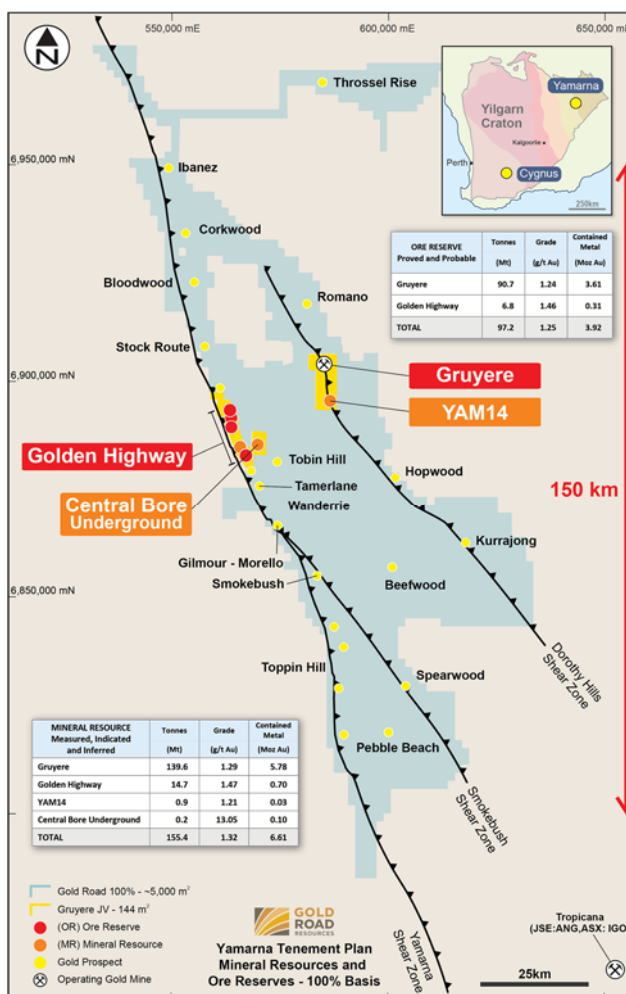 550,000 mE
600,000 mE
650,000 m
N
Throssel Rise
Yamarna
Yilgarn
Craton
Kalgoorlie
Perth
Cygnus
250km
6,950,000 mN
Ibanez
Corkwood
ORE RESERVE
Proved and Probable
Tonnes
(Mt)
Grade
(g/t Au)
Contained
Metal
(Moz Au)
Gruyere 90.7 1.24 3.61
Golden Highway 6.8 1.46 0.31
TOTAL 97.2 1.25 3.92
Bloodwood
Romano
Stock Route
6,900,000 mN
Gruyere
YAM14
Golden Highway
Tobin Hill
Hopwood
Central Bore
Underground
Tamerlane
Wanderrie
150 km
Kurrajong
Gilmour - Morello
Smokebush
Beefwood
6,850,000 mN
Dorothy Hills
Shear Zone
Toppin Hill
Spearwood
Pebble Beach
MINERAL RESOURCE
Measured, Indicated
and Inferred
Tonnes
(Mt)
Grade
(g/t Au)
Contained
Metal
(Moz Au)
Gruyere 139.6 1.29 5.78
Golden Highway 14.7 1.47 0.70
YAM14 0.9 1.21 0.03
Central Bore Underground 0.2 13.05 0.10
TOTAL 155.4 1.32 6.61
Smokebush
Shear Zone
Gold Road 100% - ~5,000 m²
Gruyere JV - 144 m²
(OR) Ore Reserve
(MR) Mineral Resource
Gold Prospect
Operating Gold Mine
GOLD
ROAD
RESOURCES
Yamarna Tenement Plan
Mineral Resources and
Ore Reserves - 100% Basis
Yamarna
Shear Zone
Tropicana
(JSE:ANG,ASX: IGO
25km